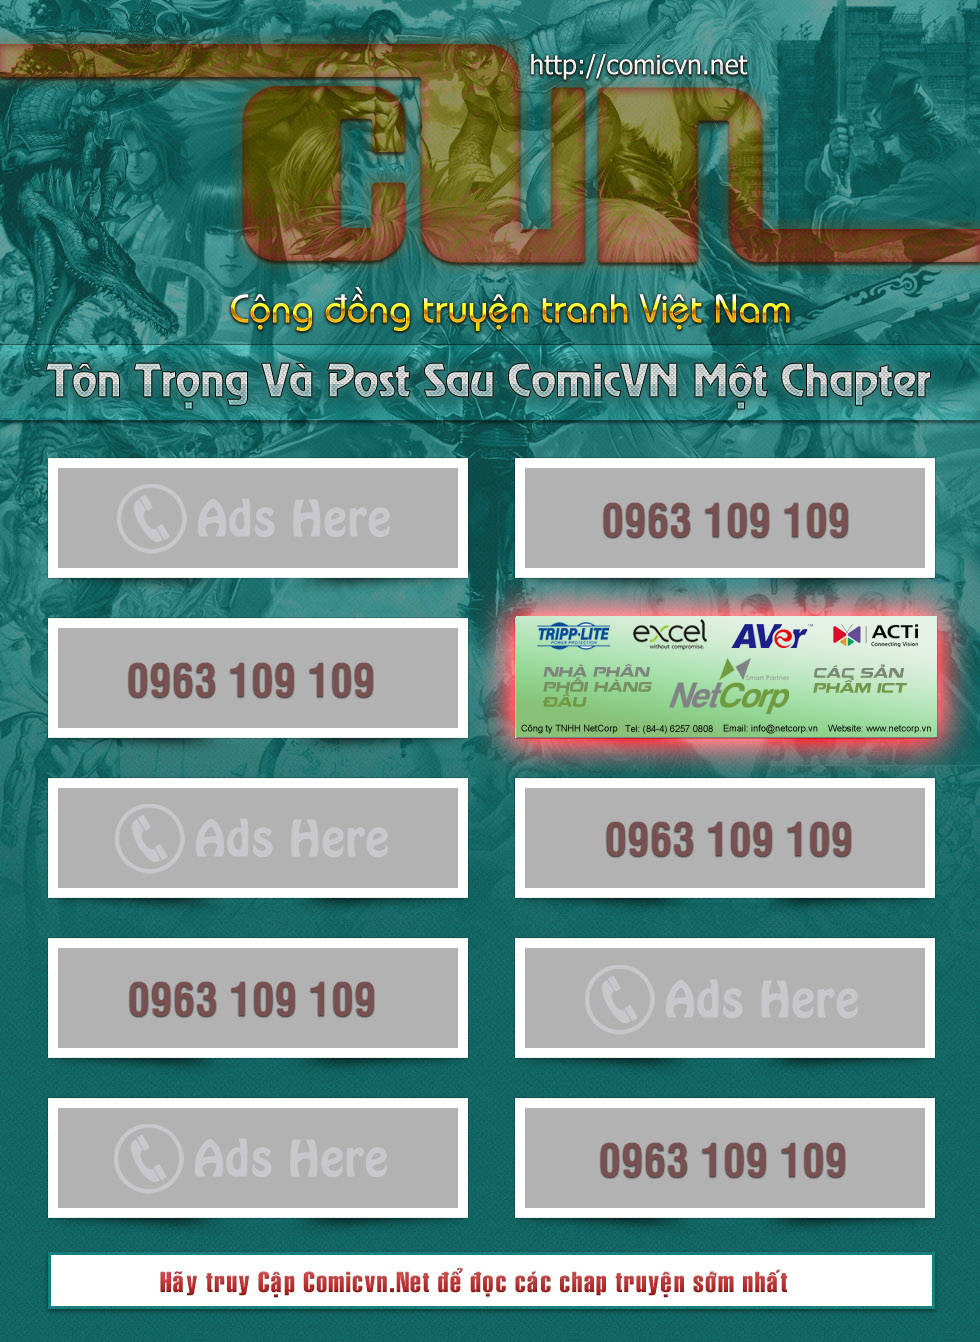 http://comicvn.net
cvn
Cộng đồng truyện tranh Việt Nam
Tôn Trọng Và Post Sau ComicVN Một Chapter
Ads Here
0963 109 109
0963 109 109
TRIPP·LITE
POWER PROTECTION
excel
without compromise.
AVer™
ACTi
Connecting Vision
NHÀ PHÂN
PHỐI HÀNG
ĐẦU
Smart Partner
NetCorp
CÁC SẢN
PHẨM ICT
Công ty TNHH NetCorp Tel: (84-4) 6257 0808 Email: info@netcorp.vn Website: www.netcorp.vn
Ads Here
0963 109 109
0963 109 109
Ads Here
Ads Here
0963 109 109
Hãy truy Cập Comicvn.Net để đọc các chap truyện sớm nhất